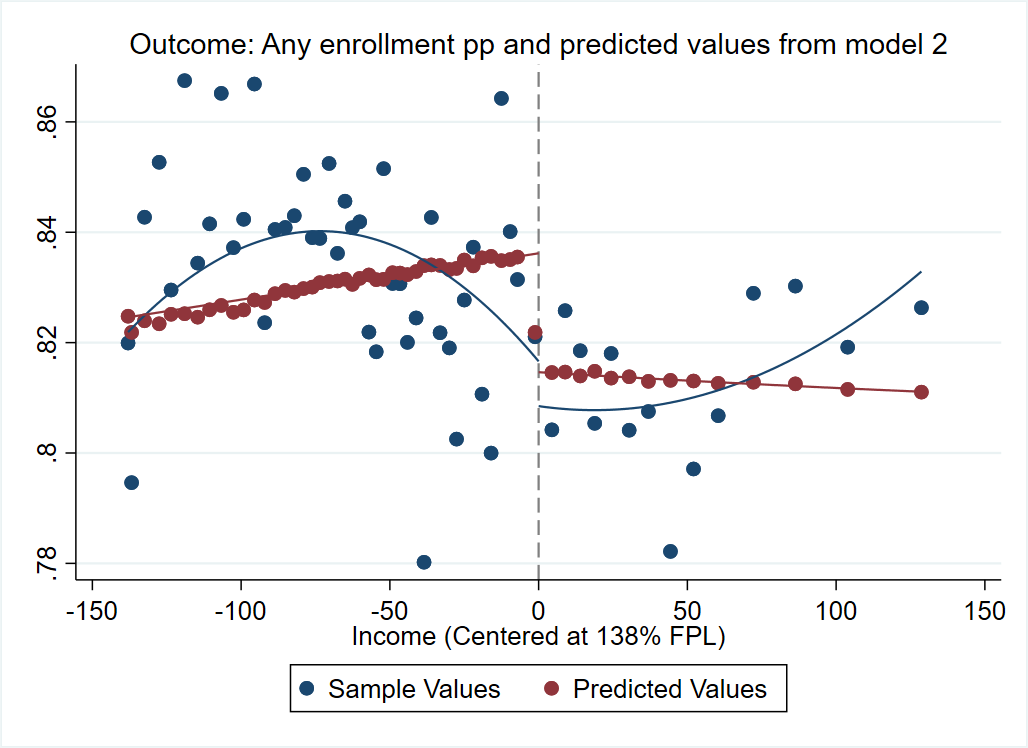 Outcome: Any enrollment pp and predicted values from model 2
.86
.84
.82
.8
.78
-150 -100 -50 0 50 100 150
Income (Centered at 138% FPL)
Sample Values Predicted Values